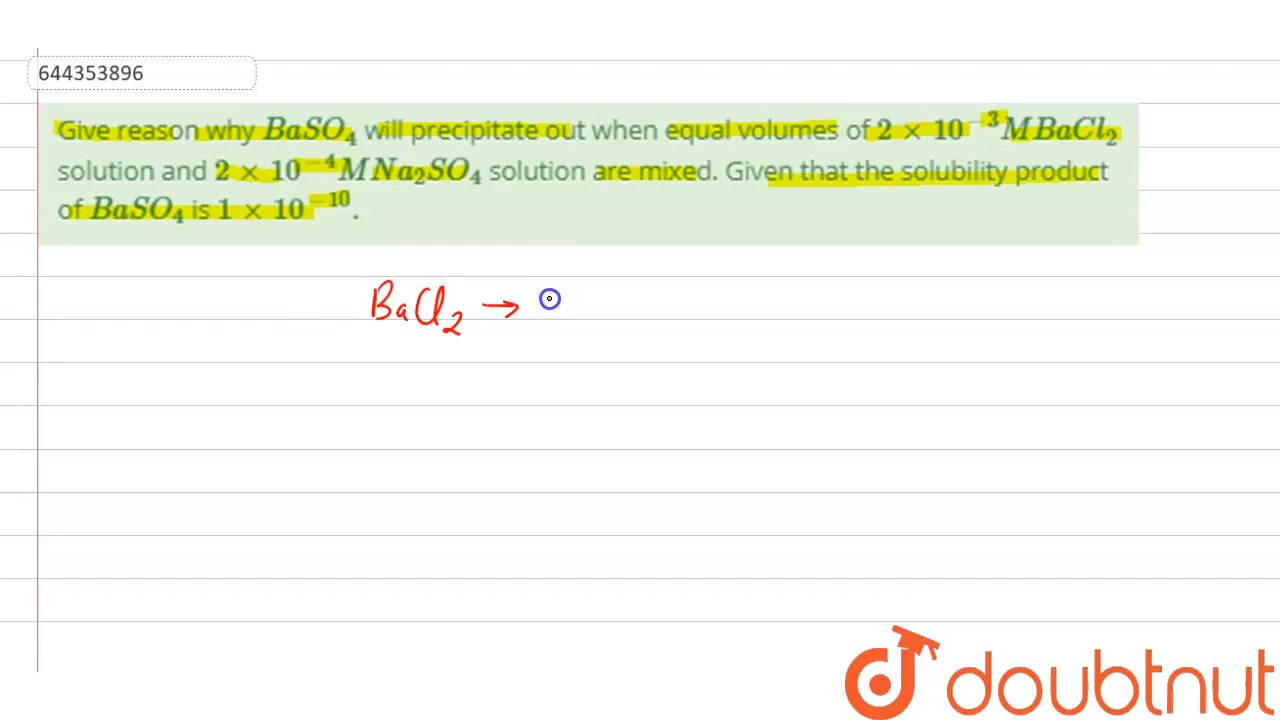 644353896
Give reason why BaSO₄ will precipitate out when equal volumes of 2 × 10⁻³ M BaCl₂
solution and 2 × 10⁻⁴ M Na₂SO₄ solution are mixed. Given that the solubility product
of BaSO₄ is 1 × 10⁻¹⁰.
BaCl₂ →
doubtnut